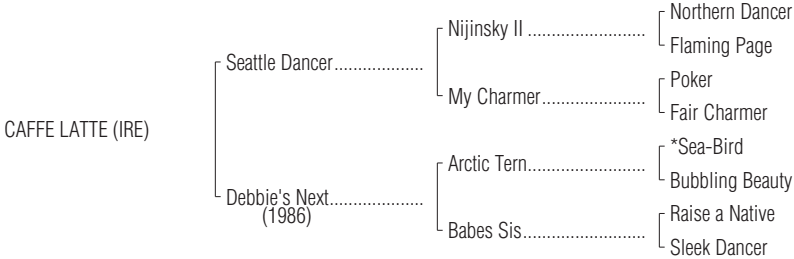 Northern Dancer
Nijinsky II ........................
Flaming Page
Seattle Dancer..................
Poker
My Charmer.....................
Fair Charmer
CAFFE LATTE (IRE)
*Sea-Bird
Arctic Tern........................
Bubbling Beauty
Debbie's Next...................
(1986)
Raise a Native
Babes Sis.........................
Sleek Dancer